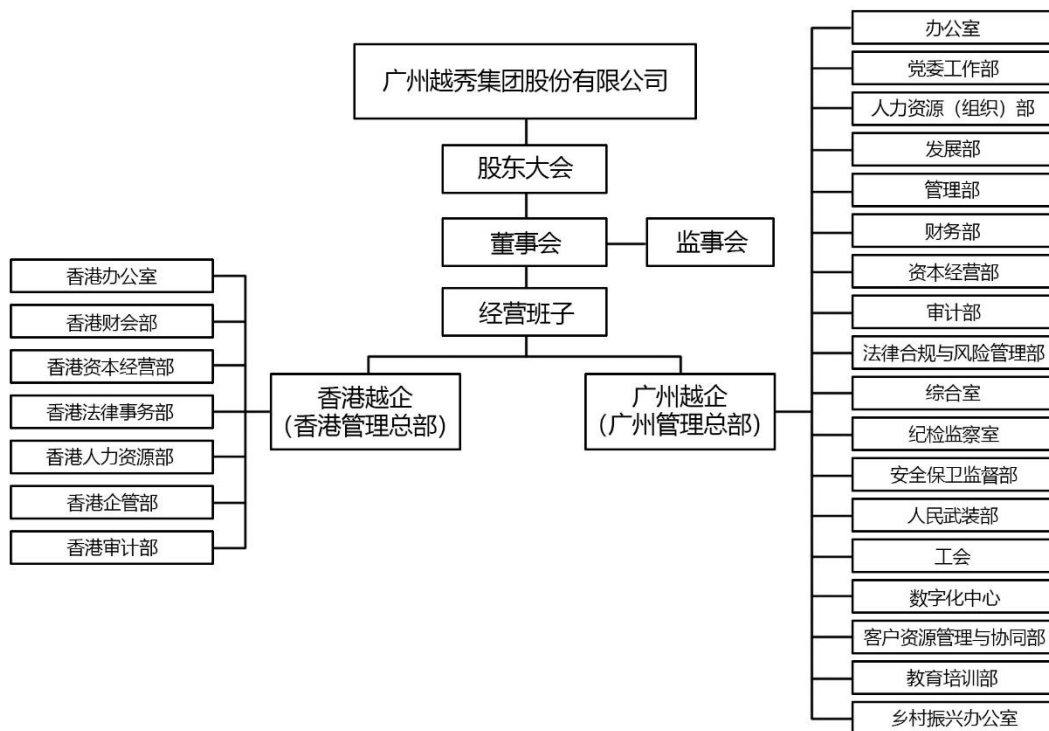 广州越秀集团股份有限公司
股东大会
董事会
监事会
经营班子
香港越企
（香港管理总部）
广州越企
（广州管理总部）
香港办公室
香港财会部
香港资本经营部
香港法律事务部
香港人力资源部
香港企管部
香港审计部
办公室
党委工作部
人力资源（组织）部
发展部
管理部
财务部
资本经营部
审计部
法律合规与风险管理部
综合室
纪检监察室
安全保卫监督部
人民武装部
工会
数字化中心
客户资源管理与协同部
教育培训部
乡村振兴办公室